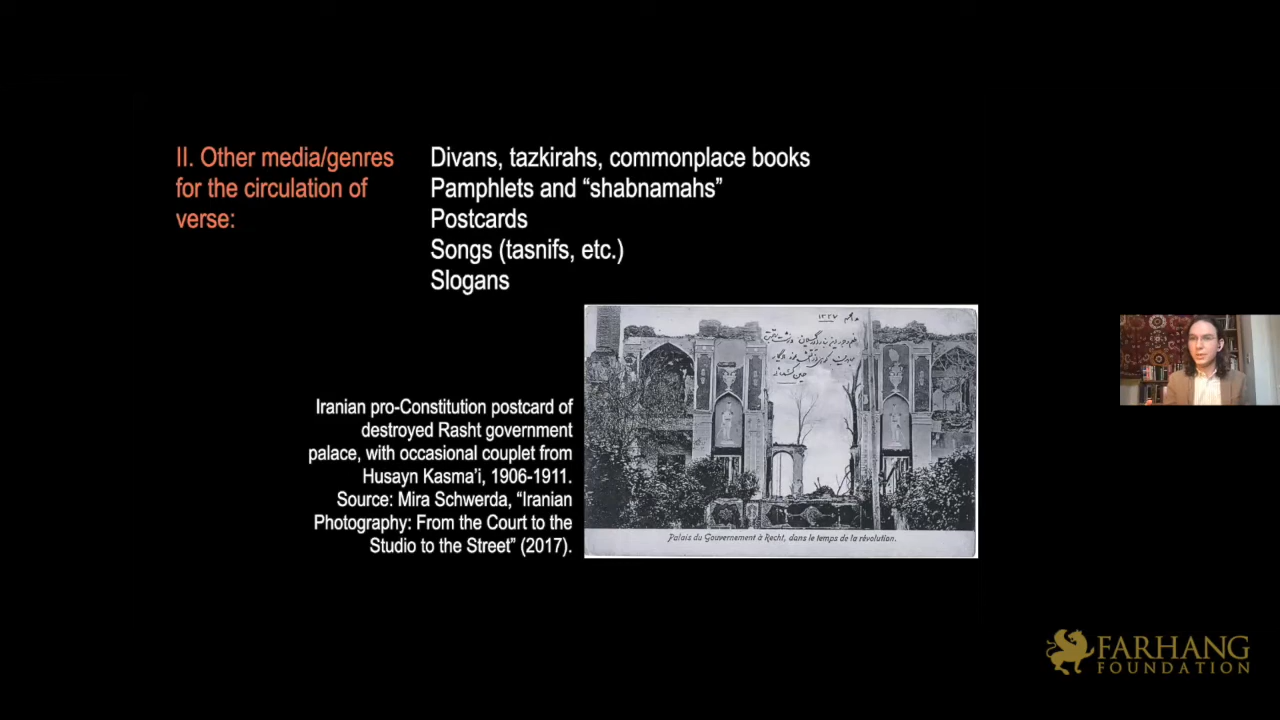 II. Other media/genres
for the circulation of
verse:
Divans, tazkirahs, commonplace books
Pamphlets and “shabnamahs”
Postcards
Songs (tasnifs, etc.)
Slogans
Iranian pro-Constitution postcard of
destroyed Rasht government
palace, with occasional couplet from
Husayn Kasma’i, 1906-1911.
Source: Mira Schwerda, “Iranian
Photography: From the Court to the
Studio to the Street” (2017).
۱۳۲۷
Palais du Gouvernement à Recht, dans le temps de la révolution.
FARHANG
FOUNDATION